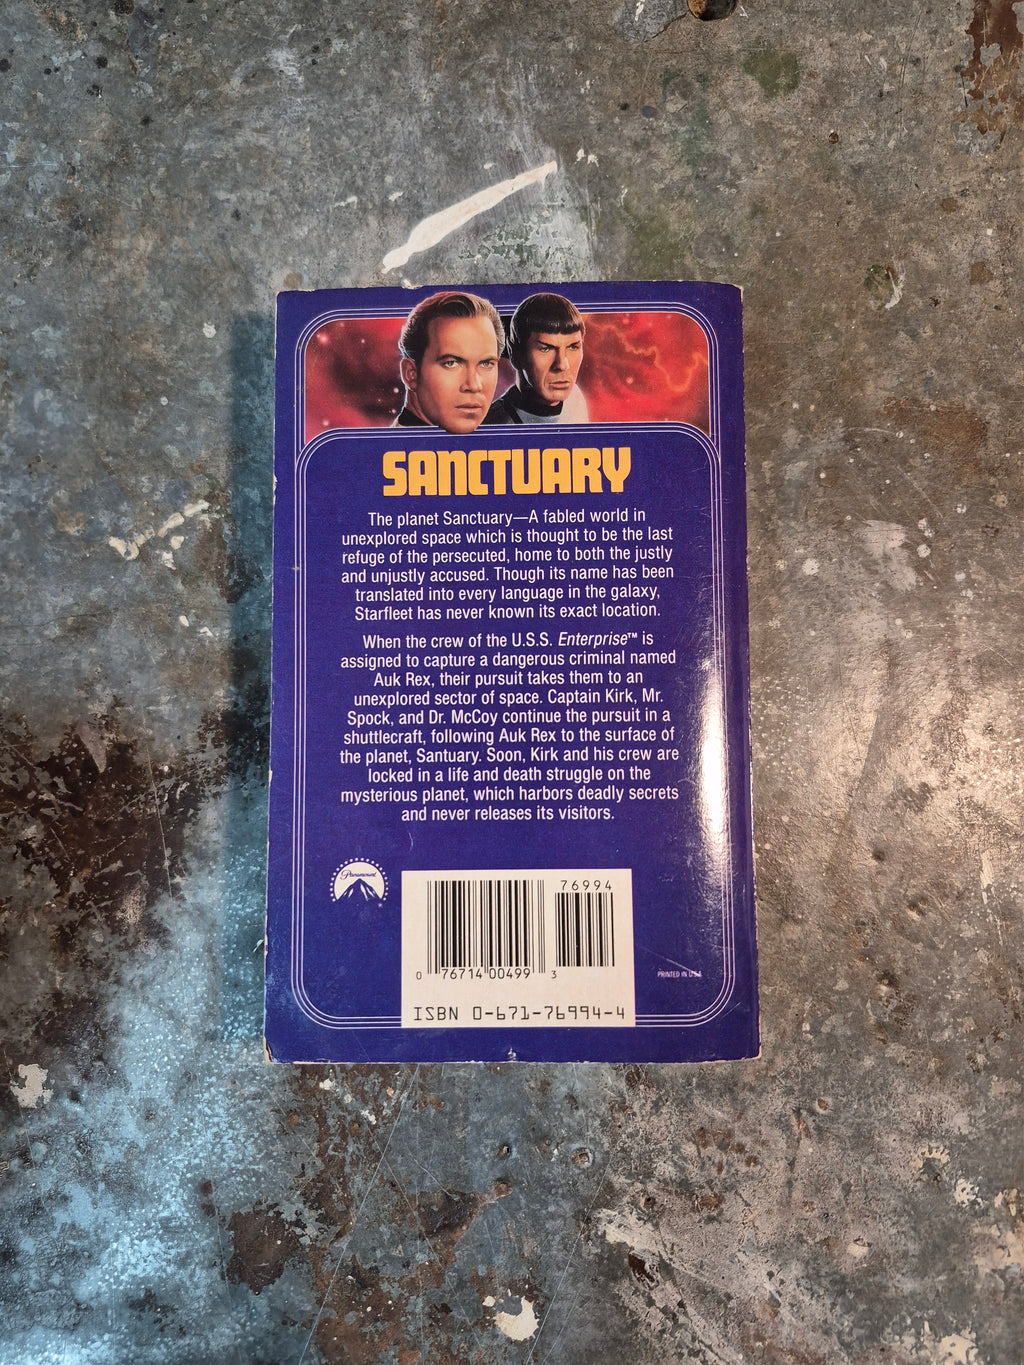 SANCTUARY
The planet Sanctuary—A fabled world in
unexplored space which is thought to be the last
refuge of the persecuted, home to both the justly
and unjustly accused. Though its name has been
translated into every language in the galaxy,
Starfleet has never known its exact location.
When the crew of the U.S.S. Enterprise™ is
assigned to capture a dangerous criminal named
Auk Rex, their pursuit takes them to an
unexplored sector of space. Captain Kirk, Mr.
Spock, and Dr. McCoy continue the pursuit in a
shuttlecraft, following Auk Rex to the surface of
the planet, Santuary. Soon, Kirk and his crew are
locked in a life and death struggle on the
mysterious planet, which harbors deadly secrets
and never releases its visitors.
Paramount
76994
0 76714 00499 3
PRINTED IN U.S.A.
ISBN 0-671-76994-4